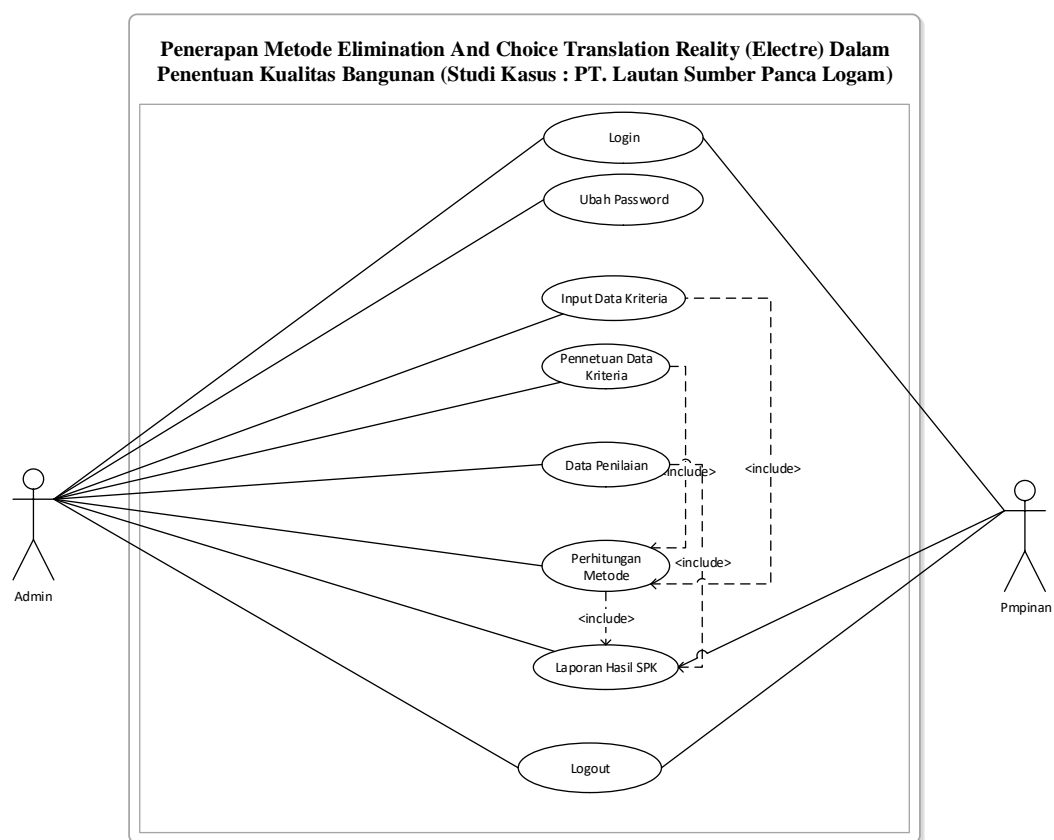 Penerapan Metode Elimination And Choice Translation Reality (Electre) Dalam
Penentuan Kualitas Bangunan (Studi Kasus : PT. Lautan Sumber Panca Logam)
Login
Ubah Password
Input Data Kriteria
Pennetuan Data
Kriteria
Data Penilaian
<include>
<include>
Perhitungan
Metode
<include>
<include>
Laporan Hasil SPK
Logout
Admin
Pmpinan